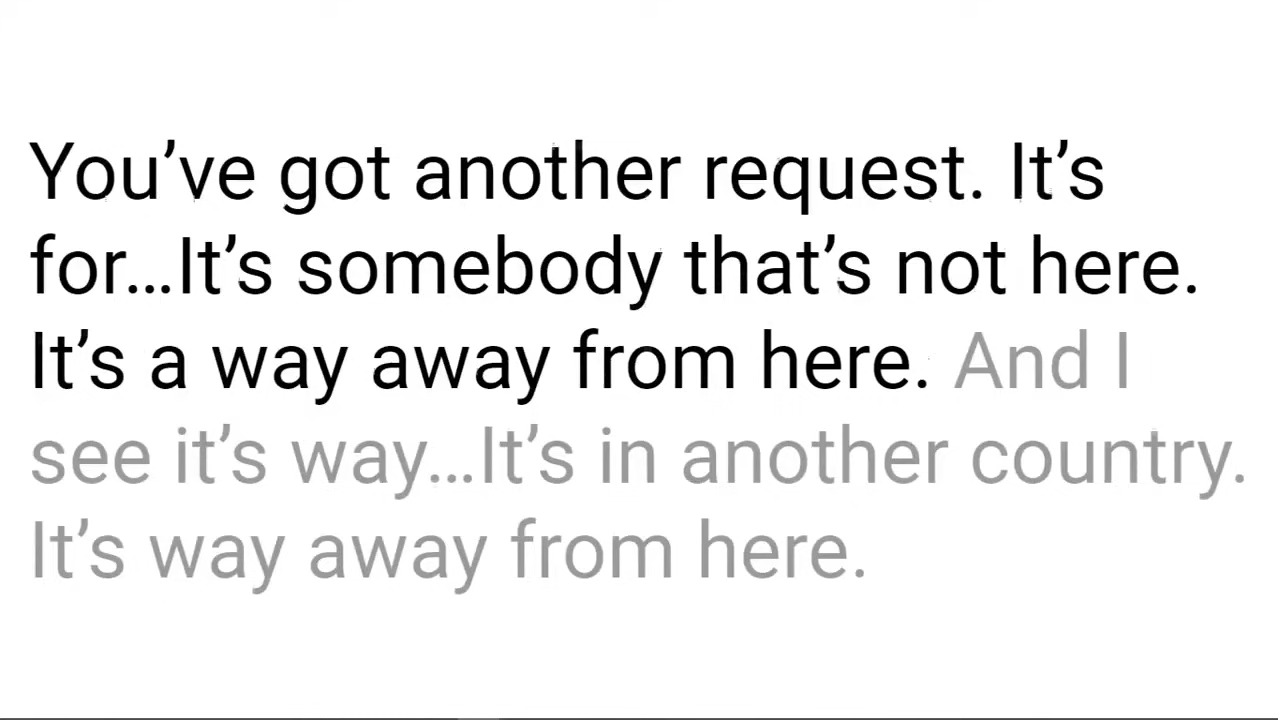 You’ve got another request. It’s
for…It’s somebody that’s not here.
It’s a way away from here. And I
see it’s way…It’s in another country.
It’s way away from here.